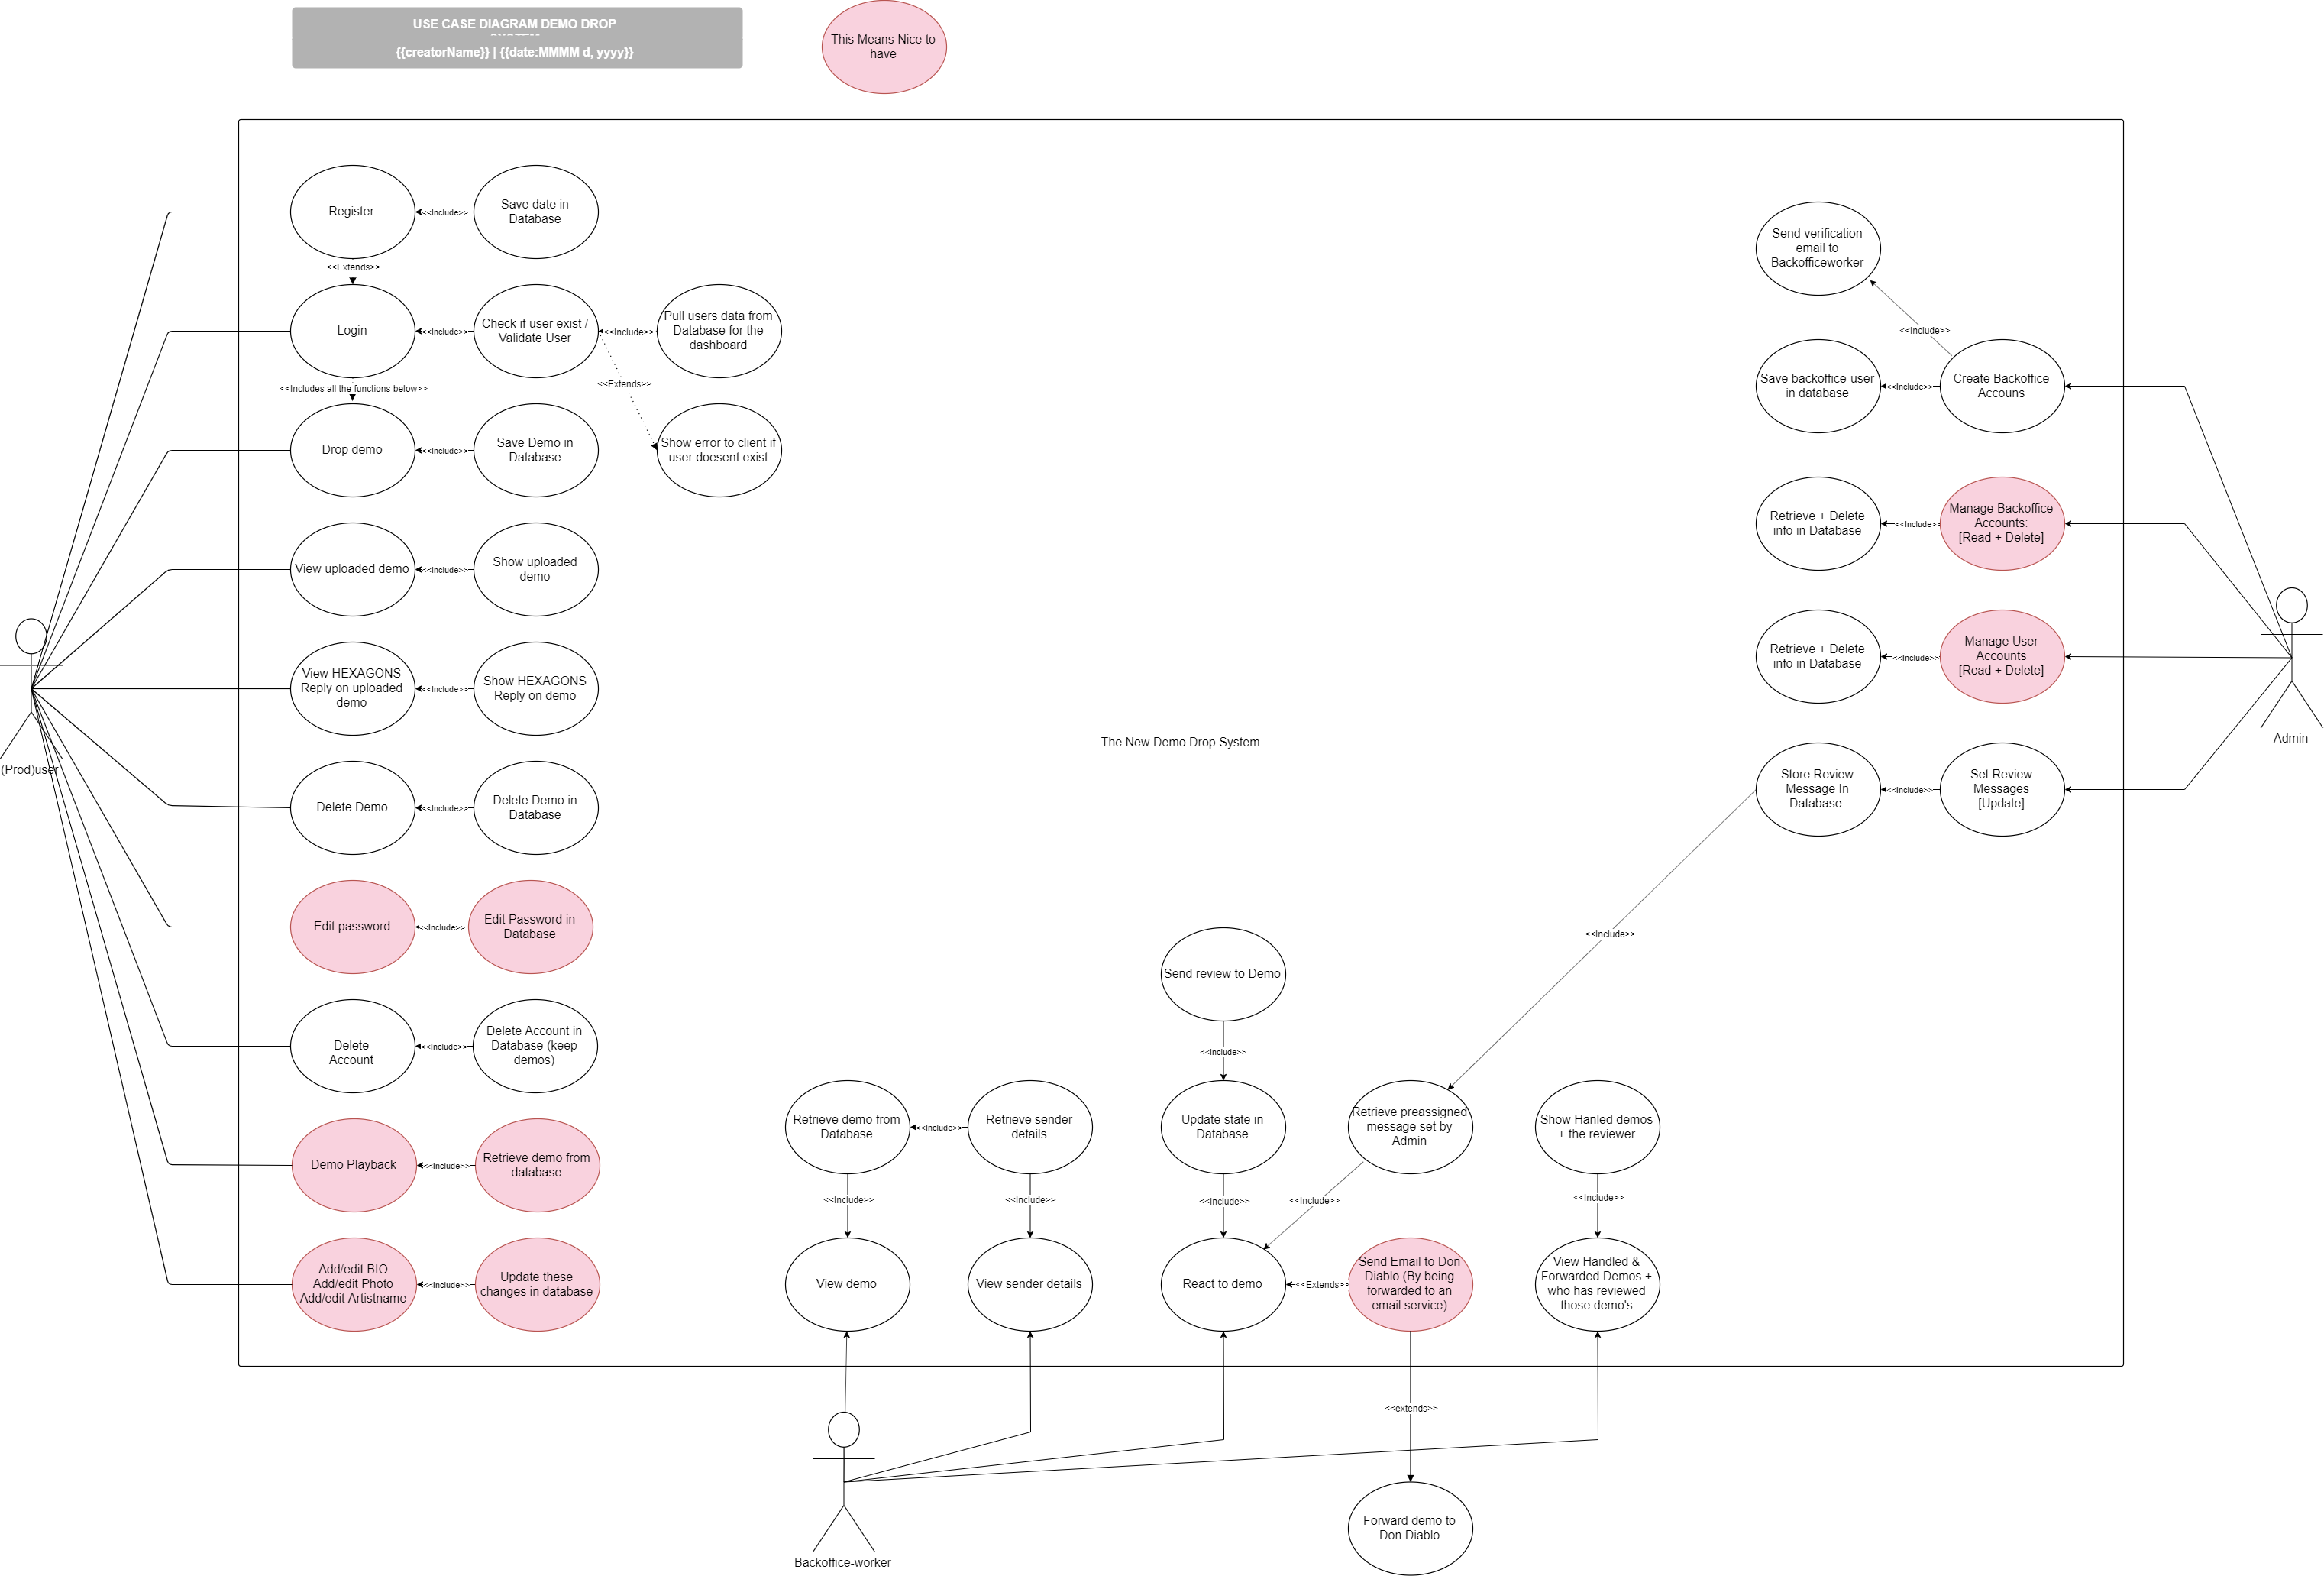 USE CASE DIAGRAM DEMO DROP
SYSTEM
{{creatorName}} | {{date:MMMM d, yyyy}}
This Means Nice to
have
Register
<<Include>>
Save date in
Database
<<Extends>>
Login
<<Include>>
Check if user exist /
Validate User
<<Include>>
Pull users data from
Database for the
dashboard
<<Extends>>
<<Includes all the functions below>>
Drop demo
<<Include>>
Save Demo in
Database
Show error to client if
user doesent exist
View uploaded demo
<<Include>>
Show uploaded
demo
View HEXAGONS
Reply on uploaded
demo
<<Include>>
Show HEXAGONS
Reply on demo
(Prod)user
Delete Demo
<<Include>>
Delete Demo in
Database
Edit password
<<Include>>
Edit Password in
Database
Delete
Account
<<Include>>
Delete Account in
Database (keep
demos)
Demo Playback
<<Include>>
Retrieve demo from
database
Add/edit BIO
Add/edit Photo
Add/edit Artistname
<<Include>>
Update these
changes in database
The New Demo Drop System
Send verification
email to
Backofficeworker
<<Include>>
Save backoffice-user
in database
<<Include>>
Create Backoffice
Accouns
Retrieve + Delete
info in Database
<<Include>>
Manage Backoffice
Accounts:
[Read + Delete]
Retrieve + Delete
info in Database
<<Include>>
Manage User
Accounts
[Read + Delete]
Admin
Store Review
Message In
Database
<<Include>>
Set Review
Messages
[Update]
<<Include>>
Send review to Demo
<<Include>>
Retrieve demo from
Database
<<Include>>
Retrieve sender
details
Update state in
Database
Retrieve preassigned
message set by
Admin
Show Hanled demos
+ the reviewer
<<Include>>
<<Include>>
<<Include>>
<<Include>>
<<Include>>
View demo
View sender details
React to demo
<<Extends>>
Send Email to Don
Diablo (By being
forwarded to an
email service)
View Handled &
Forwarded Demos +
who has reviewed
those demo's
<<extends>>
Forward demo to
Don Diablo
Backoffice-worker